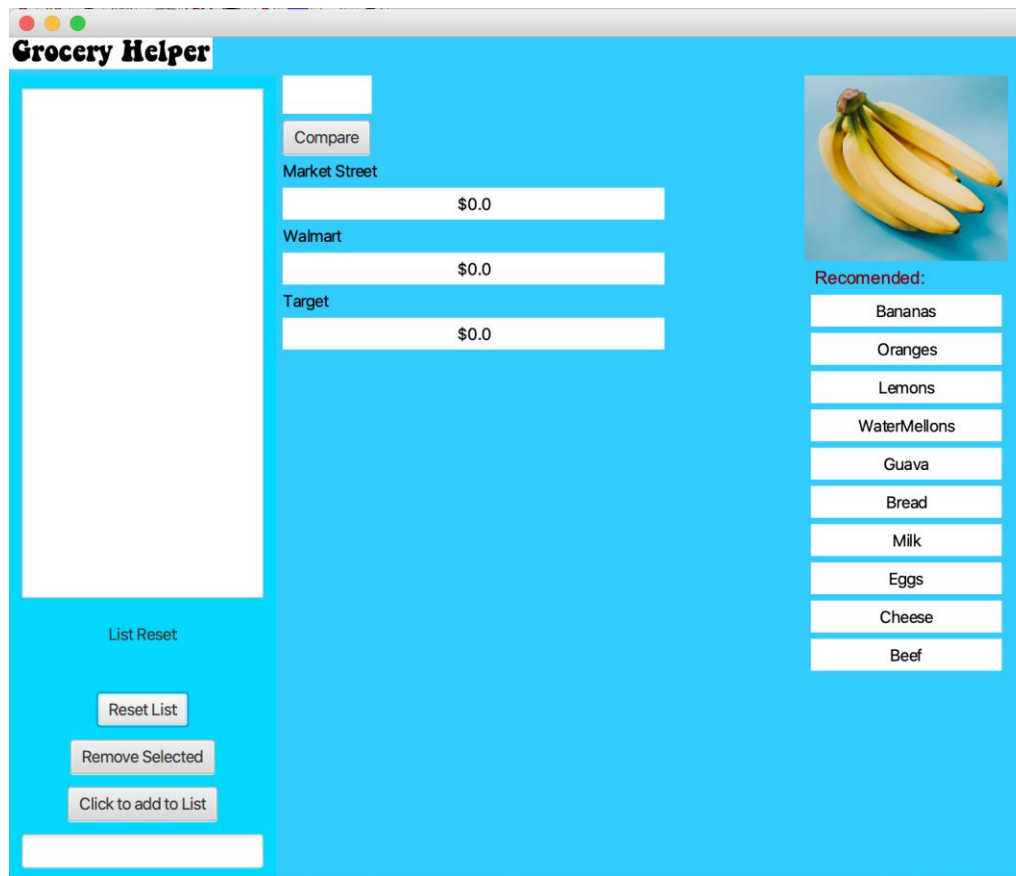 Grocery Helper
Compare
Market Street
$0.0
Walmart
$0.0
Target
$0.0
List Reset
Reset List
Remove Selected
Click to add to List
Recomended:
Bananas
Oranges
Lemons
WaterMellons
Guava
Bread
Milk
Eggs
Cheese
Beef